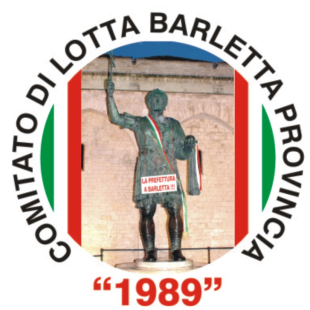 COMITATO DI LOTTA BARLETTA PROVINCIA
LA PREFETTURA
A BARLETTA !!!
“1989”